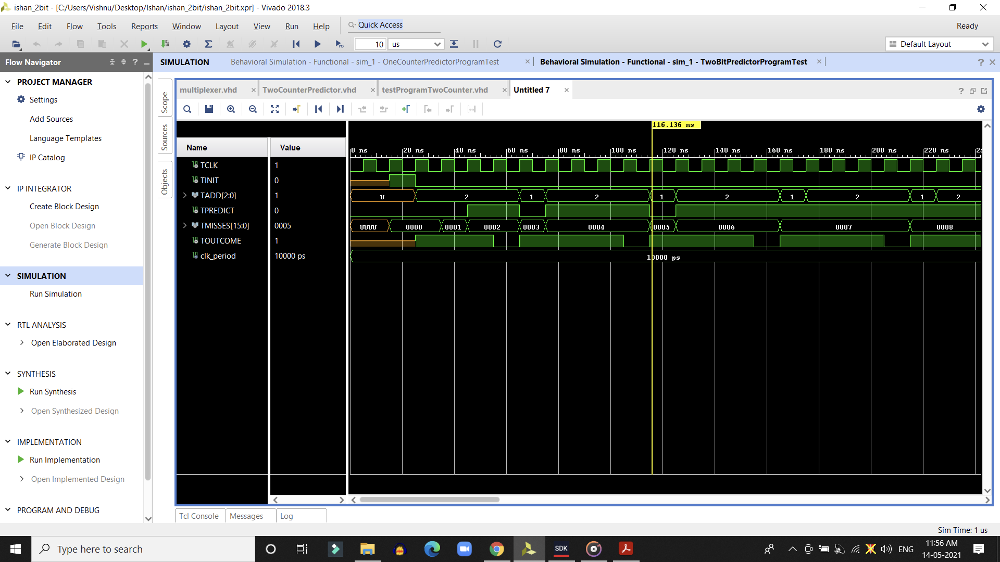 ishan_2bit - [C:/Users/Vishnu/Desktop/Ishan/ishan_2bit/ishan_2bit.xpr] - Vivado 2018.3
File Edit Flow Tools Reports Window Layout View Run Help Quick Access Ready
10 us Default Layout
Flow Navigator
SIMULATION Behavioral Simulation - Functional - sim_1 - OneCounterPredictorProgramTest Behavioral Simulation - Functional - sim_1 - TwoBitPredictorProgramTest
PROJECT MANAGER
Settings
Add Sources
Language Templates
IP Catalog
IP INTEGRATOR
Create Block Design
Open Block Design
Generate Block Design
SIMULATION
Run Simulation
RTL ANALYSIS
Open Elaborated Design
SYNTHESIS
Run Synthesis
Open Synthesized Design
IMPLEMENTATION
Run Implementation
Open Implemented Design
PROGRAM AND DEBUG
Scope
Sources
Objects
multiplexer.vhd TwoCounterPredictor.vhd testProgramTwoCounter.vhd Untitled 7
116.136 ns
Name Value
0 ns 20 ns 40 ns 60 ns 80 ns 100 ns 120 ns 140 ns 160 ns 180 ns 200 ns 220 ns 24
TCLK 1
TINIT 0
TADD[2:0] 1 U 2 1 2 1 2 1 2 1 2
TPREDICT 0
TMISSES[15:0] 0005 UUUU 0000 0001 0002 0003 0004 0005 0006 0007 0008
TOUTCOME 1
clk_period 10000 ps 10000 ps
Tcl Console Messages Log
Sim Time: 1 us
Type here to search
SDK
ENG
11:56 AM
14-05-2021